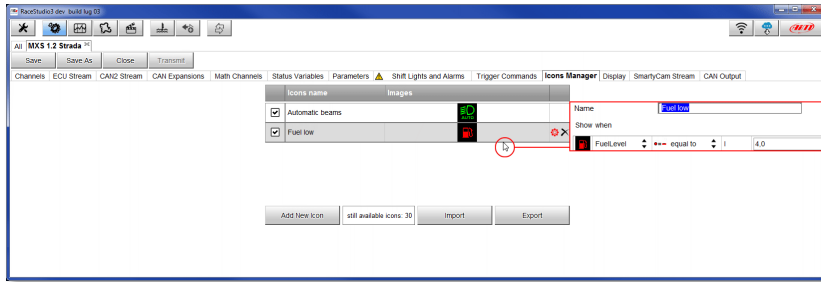 RaceStudio3 dev build lug 03
All MXS 1.2 Strada
Save Save As Close Transmit
Channels ECU Stream CAN2 Stream CAN Expansions Math Channels Status Variables Parameters Shift Lights and Alarms Trigger Commands Icons Manager Display SmartyCam Stream CAN Output
Icons name Images
Automatic beams AUTO
Fuel low
Name Fuel low
Show when
FuelLevel equal to l 4.0
Add New Icon still available icons: 30 Import Export